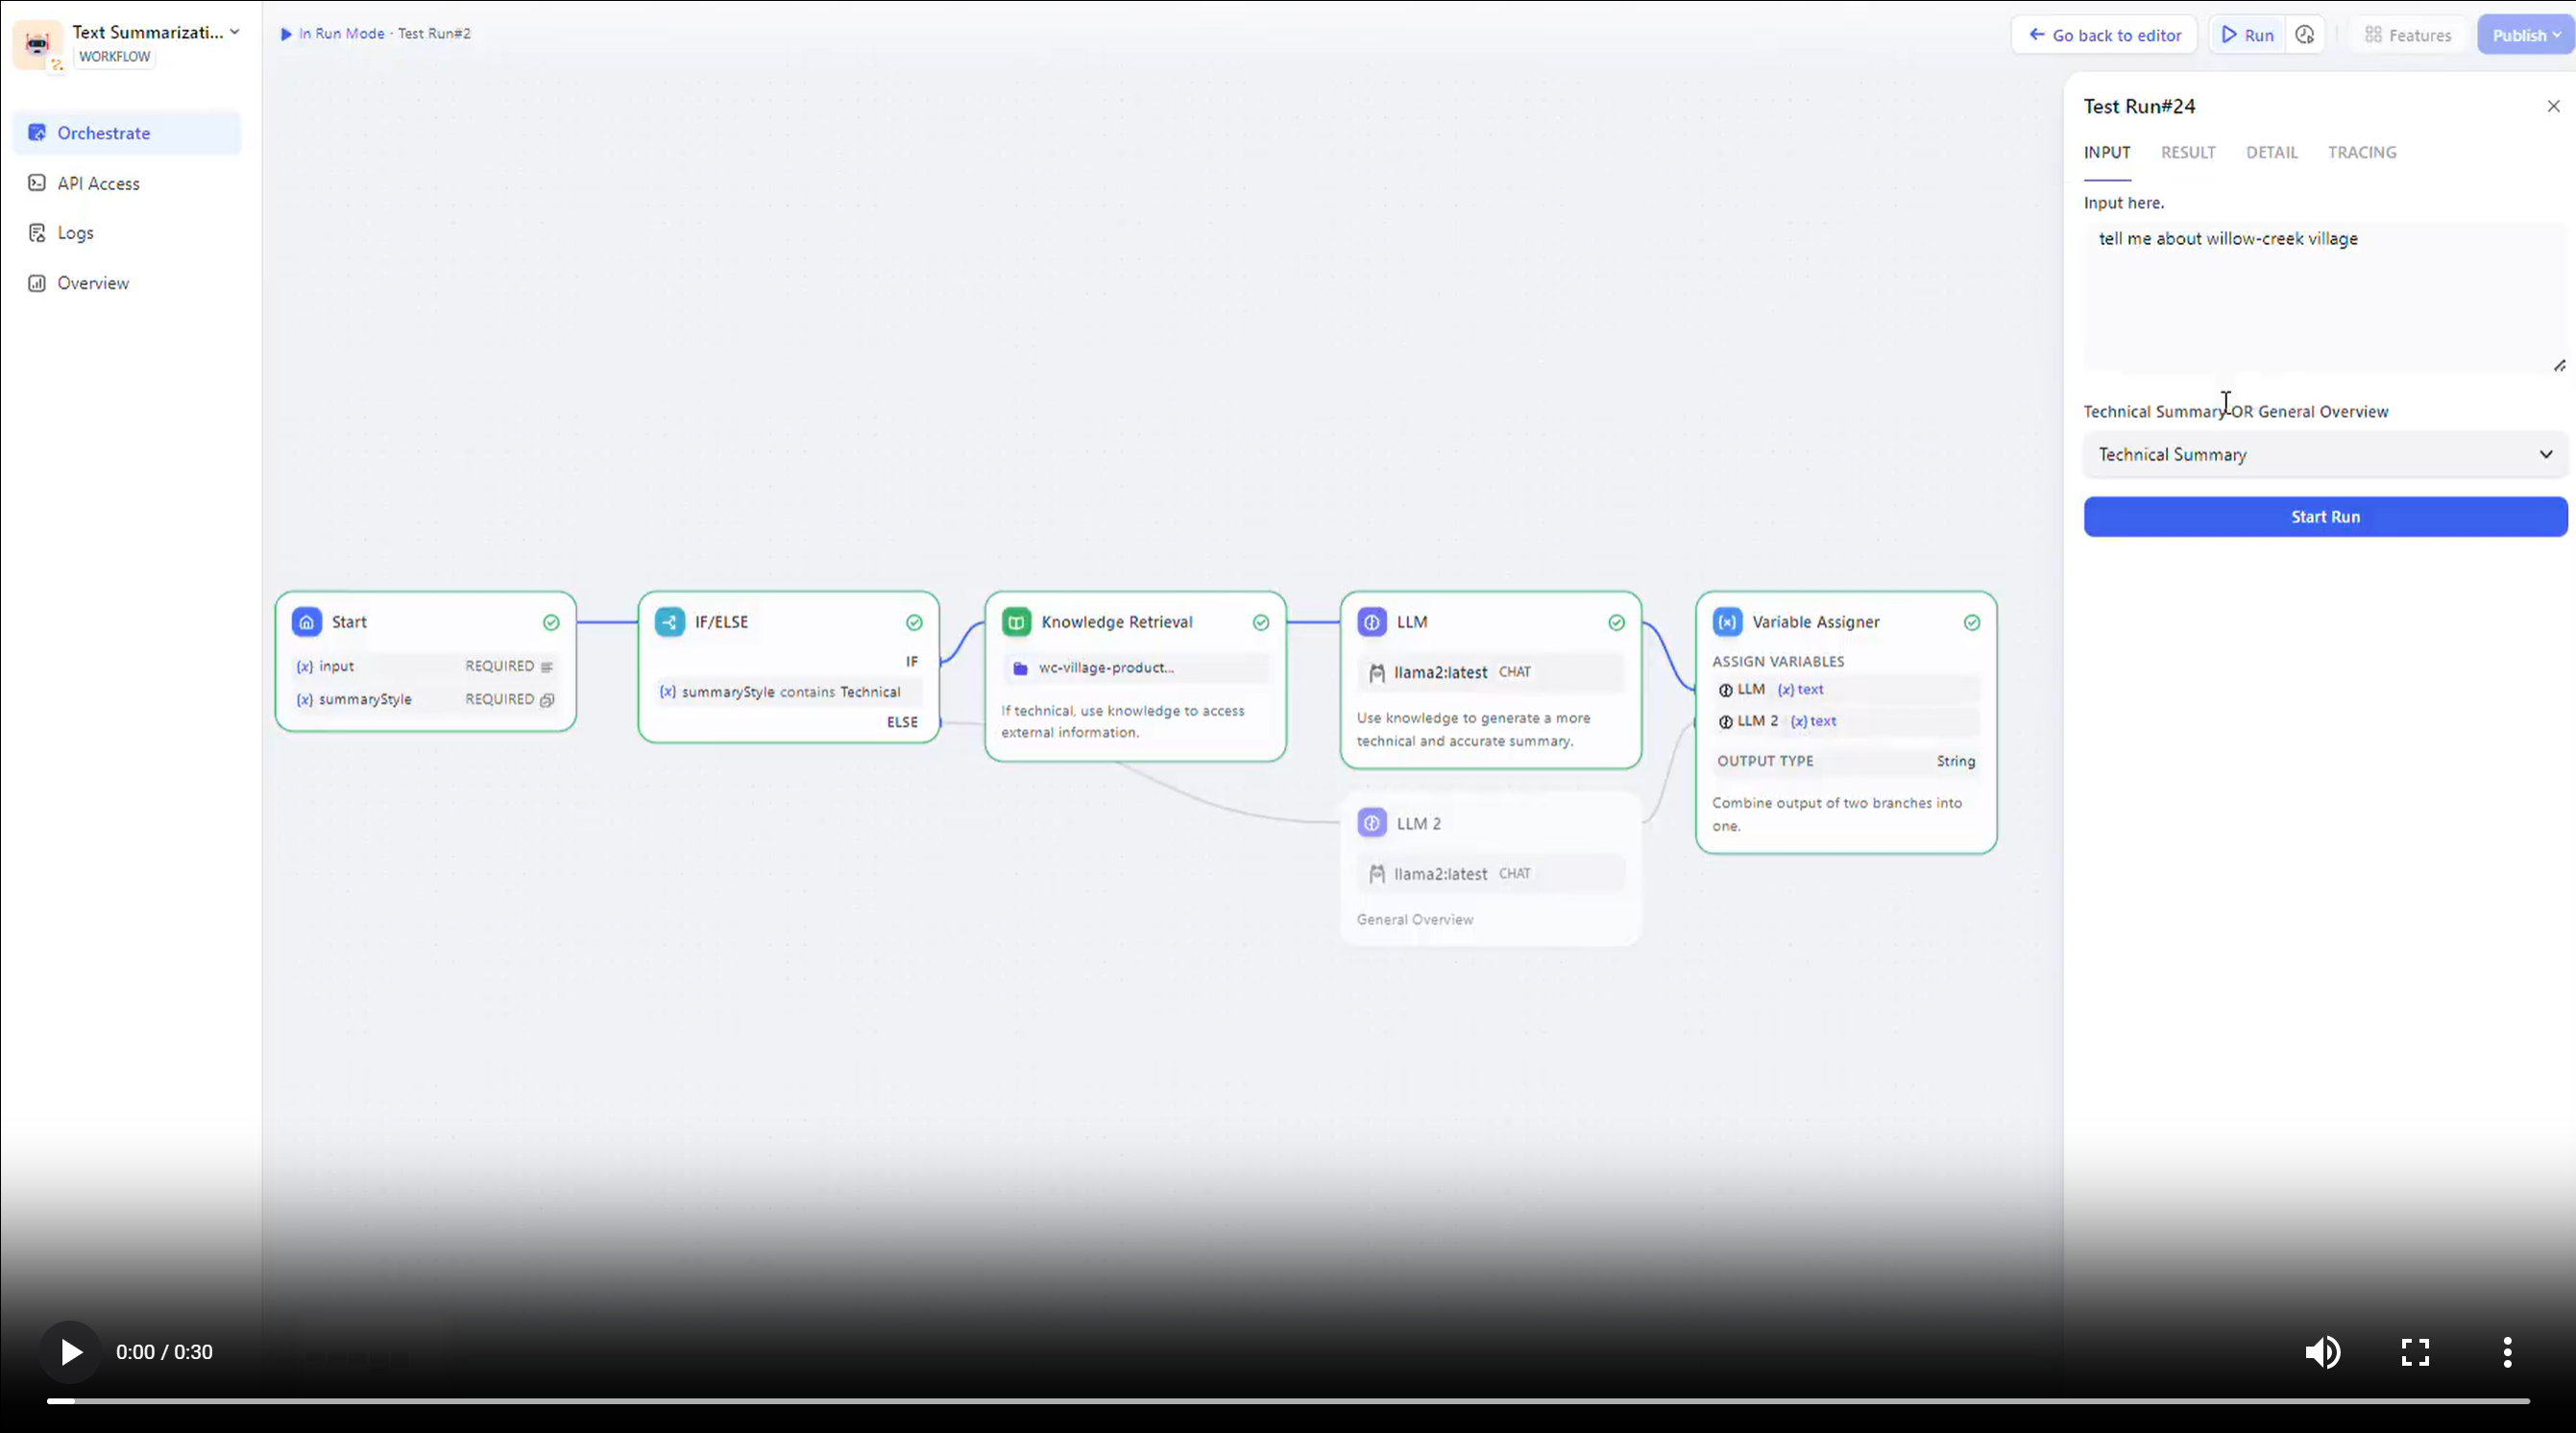 Text Summarizati...
WORKFLOW
In Run Mode · Test Run#2
Go back to editor
Run
Features
Publish
Orchestrate
API Access
Logs
Overview
Test Run#24
INPUT RESULT DETAIL TRACING
Input here.
tell me about willow-creek village
Technical Summary OR General Overview
Technical Summary
Start Run
Start
(x) input REQUIRED
(x) summaryStyle REQUIRED
IF/ELSE
IF
(x) summaryStyle contains Technical
ELSE
Knowledge Retrieval
wc-village-product...
If technical, use knowledge to access
external information.
LLM
llama2:latest CHAT
Use knowledge to generate a more
technical and accurate summary.
LLM 2
llama2:latest CHAT
General Overview
(x) Variable Assigner
ASSIGN VARIABLES
LLM (x) text
LLM 2 (x) text
OUTPUT TYPE String
Combine output of two branches into
one.
0:00 / 0:30